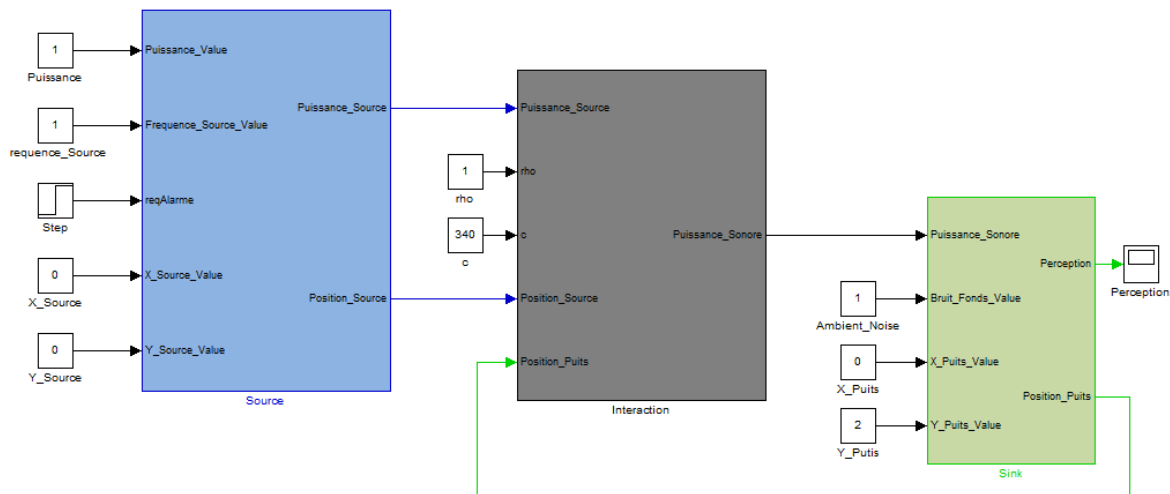 1
Puissance
1
requence_Source
Step
0
X_Source
0
Y_Source
Puissance_Value
Frequence_Source_Value
reqAlarme
X_Source_Value
Y_Source_Value
Puissance_Source
Position_Source
Source
1
rho
340
c
Puissance_Source
rho
c
Position_Source
Position_Puits
Puissance_Sonore
Interaction
1
Ambient_Noise
0
X_Puits
2
Y_Putis
Puissance_Sonore
Bruit_Fonds_Value
X_Puits_Value
Y_Puits_Value
Perception
Position_Puits
Sink
Perception